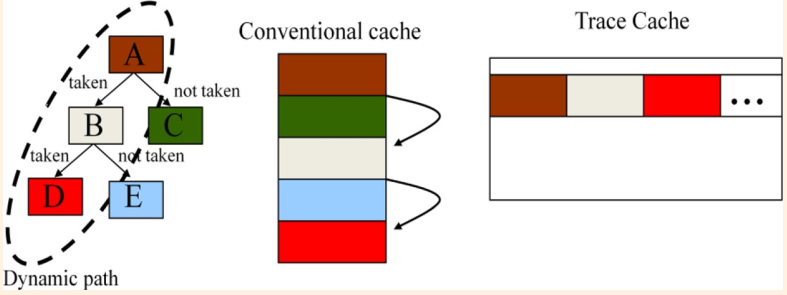 Conventional cache
Trace Cache
A
taken
not taken
B
C
taken
not taken
D
E
Dynamic path
...